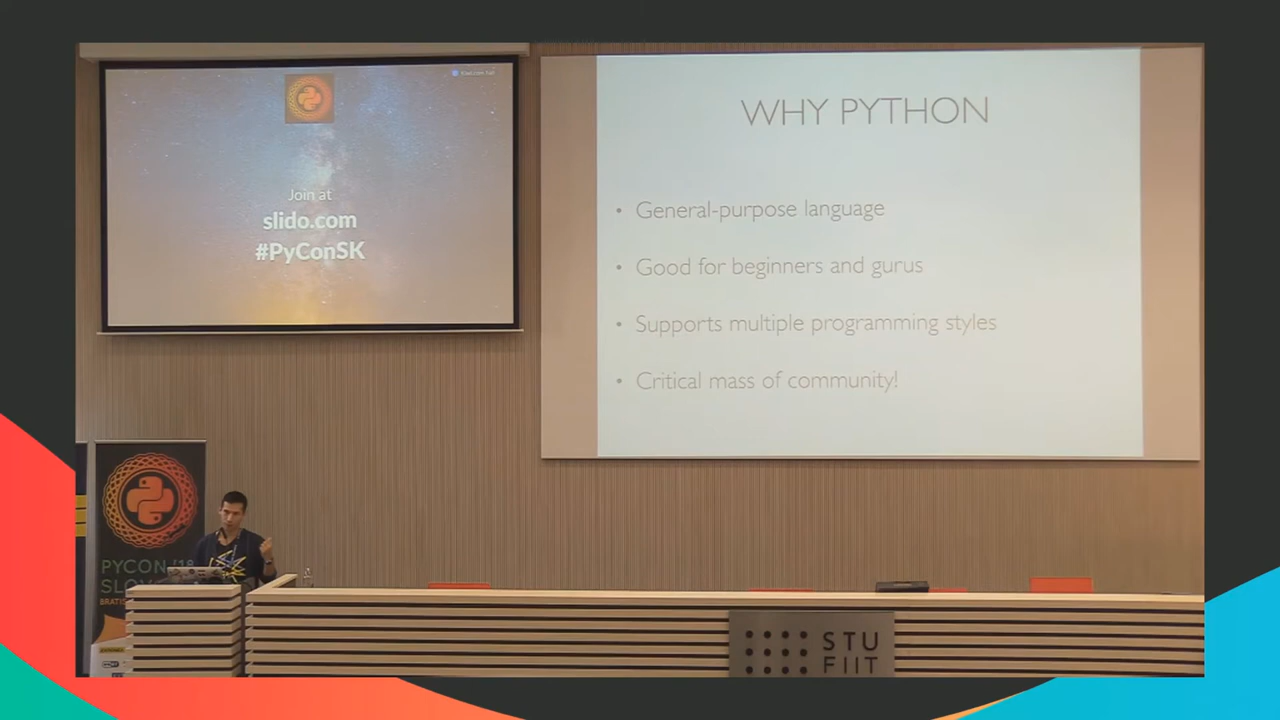 Join at
slido.com
#PyConSK
WHY PYTHON
• General-purpose language
• Good for beginners and gurus
• Supports multiple programming styles
• Critical mass of community!
PYCON '18
STU
FIIT